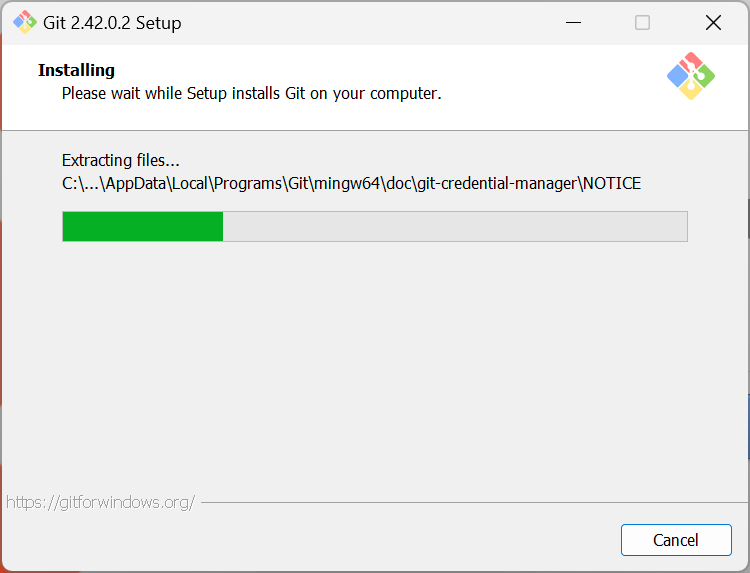 Git 2.42.0.2 Setup
Installing
Please wait while Setup installs Git on your computer.
Extracting files...
C:\...\AppData\Local\Programs\Git\mingw64\doc\git-credential-manager\NOTICE
https://gitforwindows.org/
Cancel